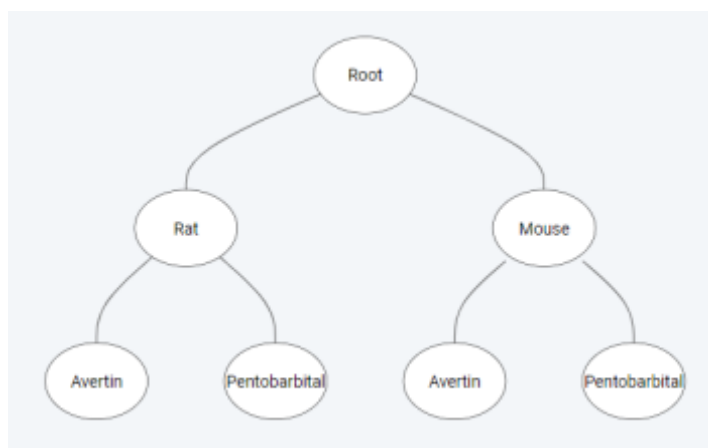 Root
Rat
Mouse
Avertin
Pentobarbital
Avertin
Pentobarbital